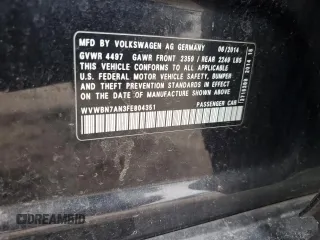 MFD. BY VOLKSWAGEN AG GERMANY 06/2014
GVWR 4497 GAWR FRONT 2359 / REAR 2249 LBS
THIS VEHICLE CONFORMS TO ALL APPLICABLE
U.S. FEDERAL MOTOR VEHICLE SAFETY, BUMPER
AND THEFT PREVENTION STANDARDS IN EFFECT
ON THE DATE OF MANUFACTURE SHOWN ABOVE.
WVWBN7AN3FE804361
PASSENGER CAR
DREAMBID